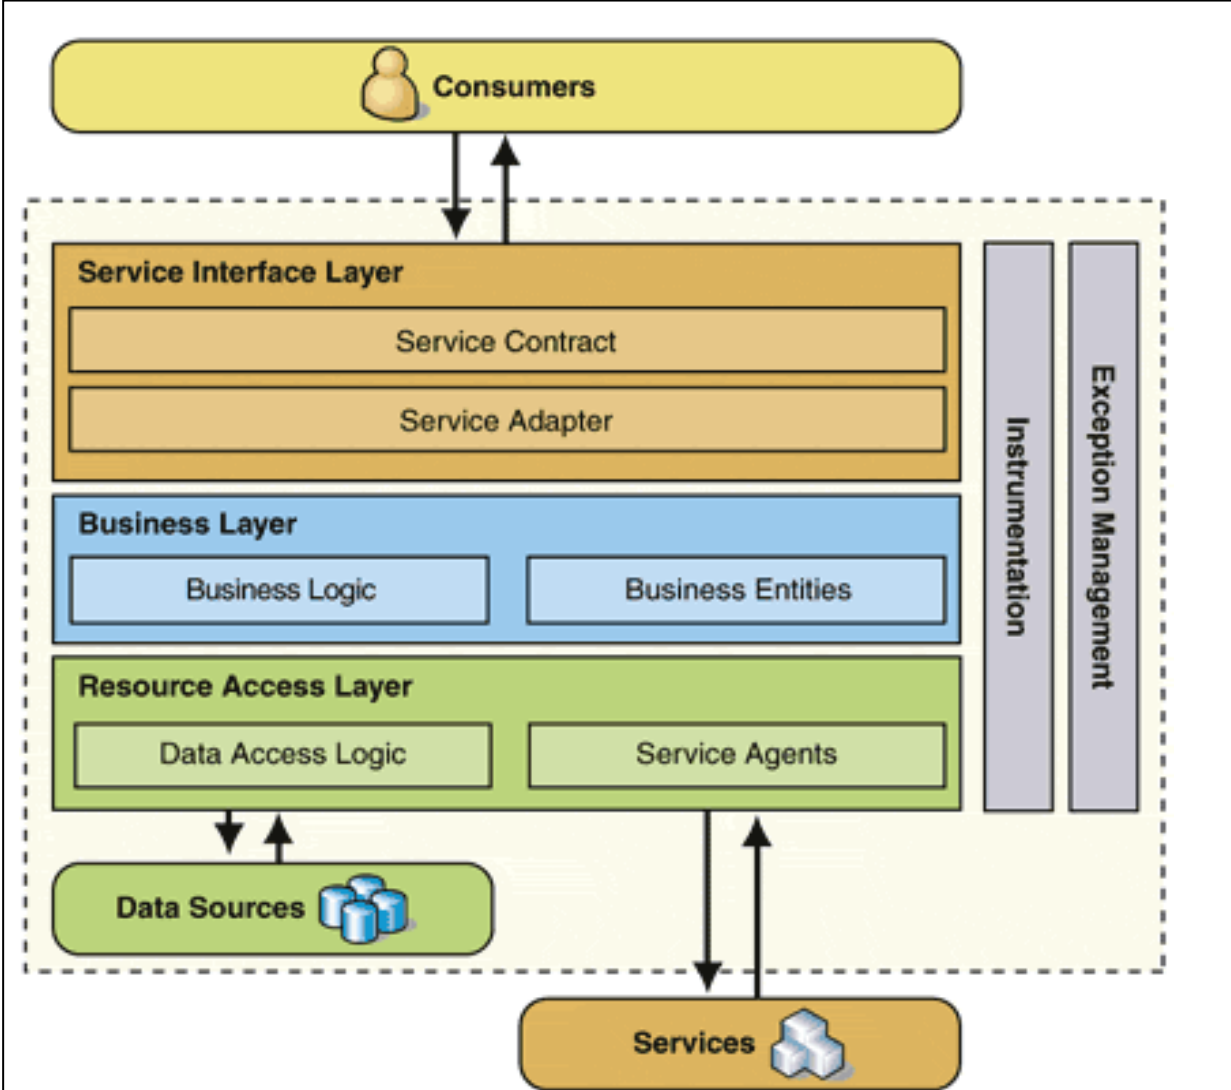 Consumers
Service Interface Layer
Service Contract
Service Adapter
Business Layer
Business Logic
Business Entities
Resource Access Layer
Data Access Logic
Service Agents
Instrumentation
Exception Management
Data Sources
Services